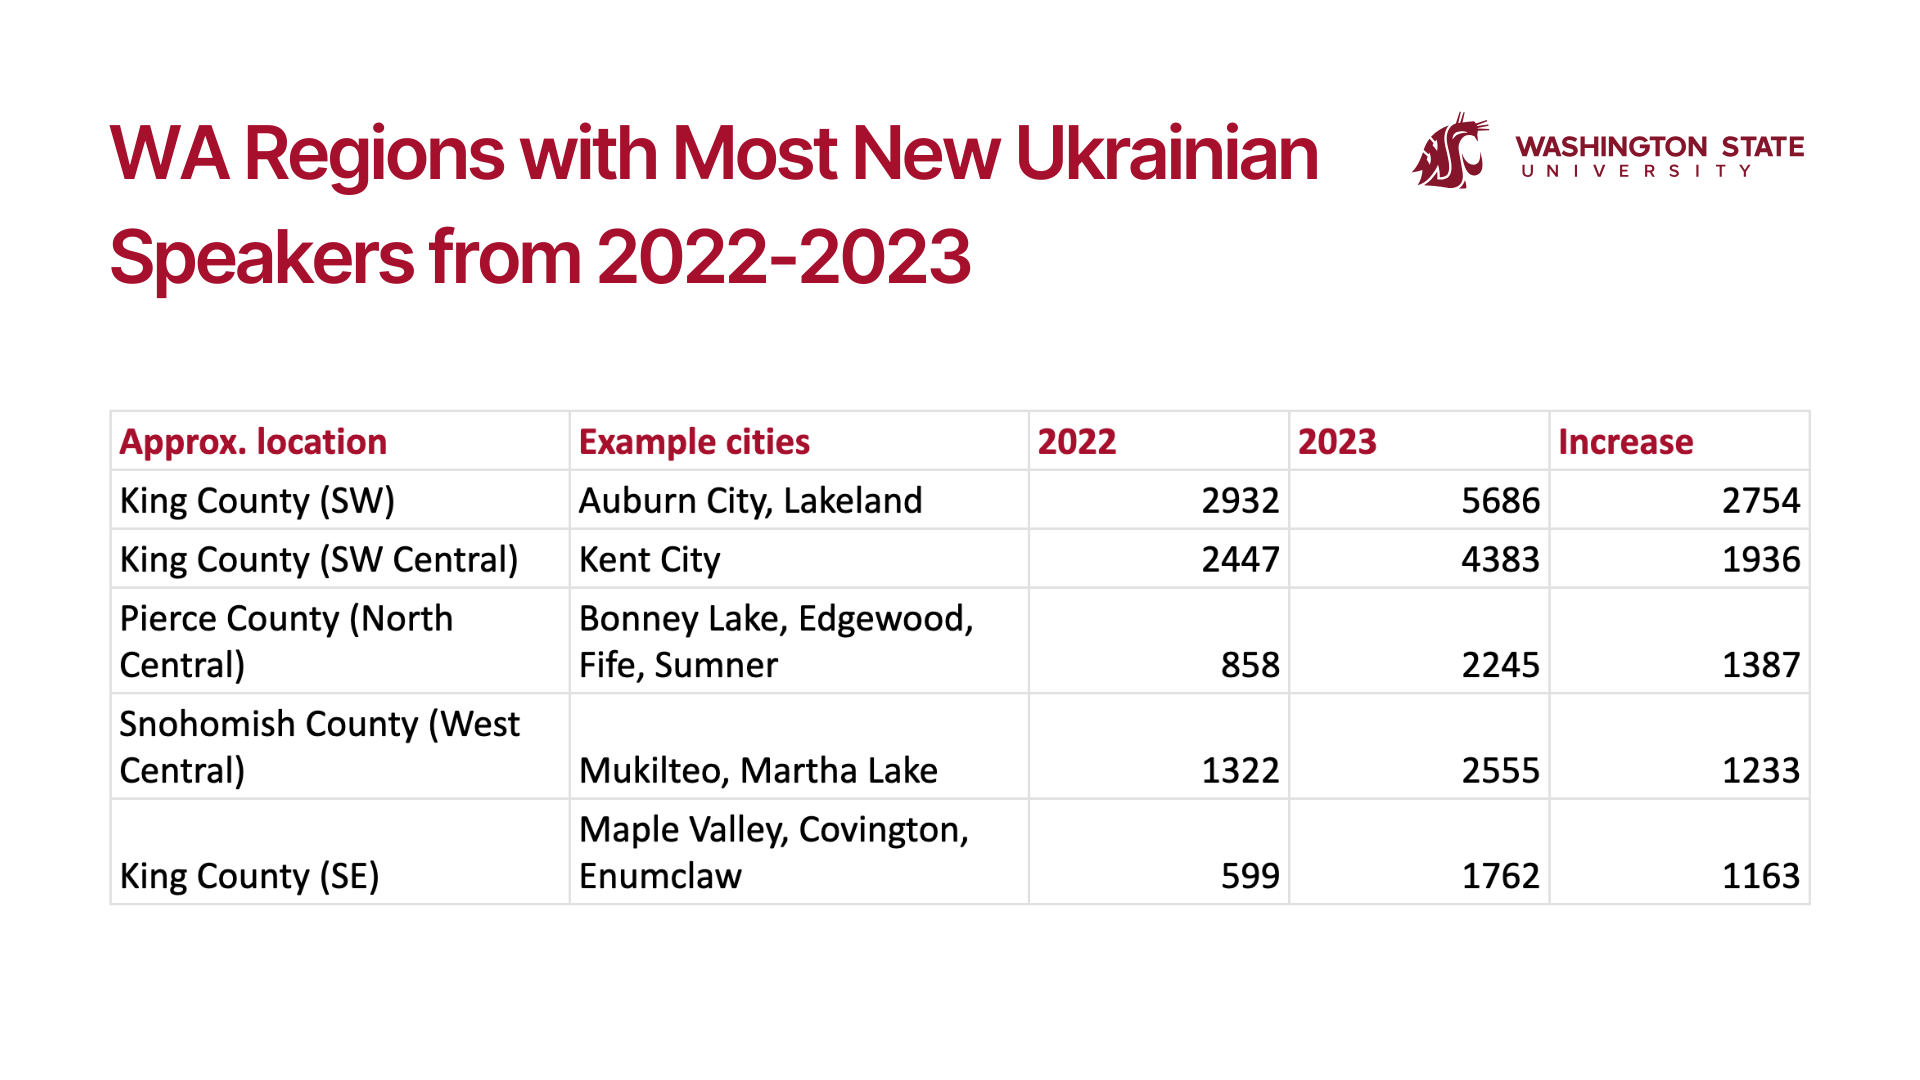 WA Regions with Most New Ukrainian
Speakers from 2022-2023
WASHINGTON STATE
UNIVERSITY
Approx. location Example cities 2022 2023 Increase
King County (SW) Auburn City, Lakeland 2932 5686 2754
King County (SW Central) Kent City 2447 4383 1936
Pierce County (North Bonney Lake, Edgewood,
Central) Fife, Sumner 858 2245 1387
Snohomish County (West
Central) Mukilteo, Martha Lake 1322 2555 1233
Maple Valley, Covington,
King County (SE) Enumclaw 599 1762 1163